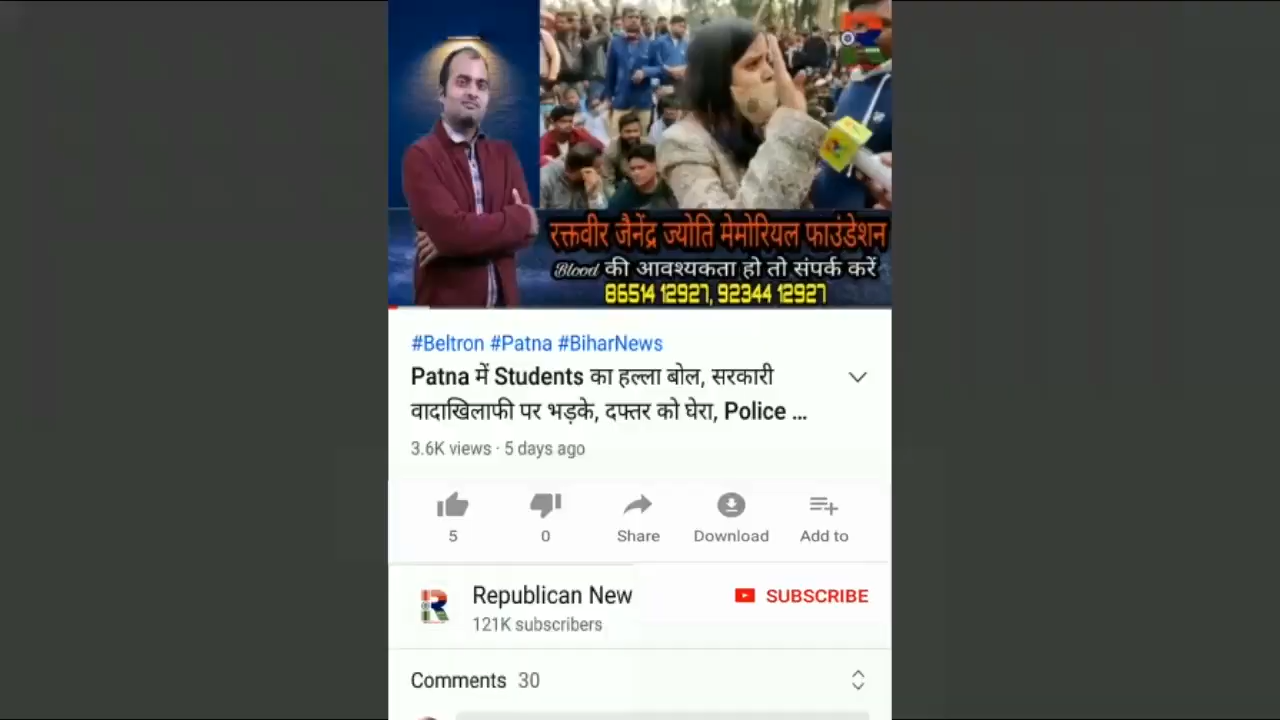 रक्तवीर जैनेंद्र ज्योति मेमोरियल फाउंडेशन
Blood की आवश्यकता हो तो संपर्क करें
86514 12927, 92344 12927
#Beltron #Patna #BiharNews
Patna में Students का हल्ला बोल, सरकारी
वादाखिलाफी पर भड़के, दफ्तर को घेरा, Police ...
3.6K views · 5 days ago
5
0
Share
Download
Add to
R
Republican New
121K subscribers
SUBSCRIBE
Comments 30